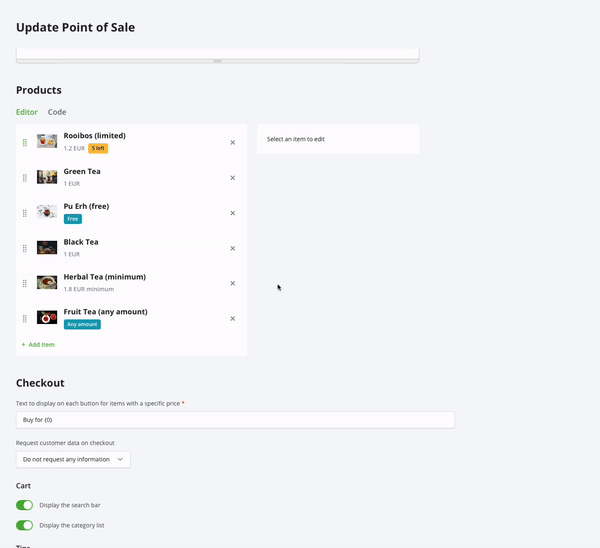 Update Point of Sale
Products
Editor Code
Rooibos (limited)
1.2 EUR 5 left
Select an item to edit
Green Tea
1 EUR
Pu Erh (free)
Free
Black Tea
1 EUR
Herbal Tea (minimum)
1.8 EUR minimum
Fruit Tea (any amount)
Any amount
+ Add Item
Checkout
Text to display on each button for items with a specific price *
Buy for {0}
Request customer data on checkout
Do not request any information
Cart
Display the search bar
Display the category list